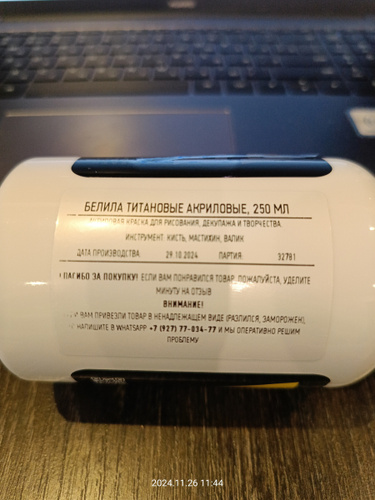 БЕЛИЛА ТИТАНОВЫЕ АКРИЛОВЫЕ, 250 МЛ
АКРИЛОВАЯ КРАСКА ДЛЯ РИСОВАНИЯ, ДЕКУПАЖА И ТВОРЧЕСТВА
ИНСТРУМЕНТ: КИСТЬ, МАСТИХИН, ВАЛИК
ДАТА ПРОИЗВОДСТВА: 29.10.2024 ПАРТИЯ: 32781
ПАСИБО ЗА ПОКУПКУ! ЕСЛИ ВАМ ПОНРАВИЛСЯ ТОВАР, ПОЖАЛУЙСТА, УДЕЛИТЕ
МИНУТУ НА ОТЗЫВ
ВНИМАНИЕ!
ВАМ ПРИВЕЗЛИ ТОВАР В НЕНАДЛЕЖАЩЕМ ВИДЕ (РАЗЛИЛСЯ, ЗАМОРОЖЕН),
НАПИШИТЕ В WHATSAPP +7 (927) 77-034-77 И МЫ ОПЕРАТИВНО РЕШИМ
ПРОБЛЕМУ
2024.11.26 11:44